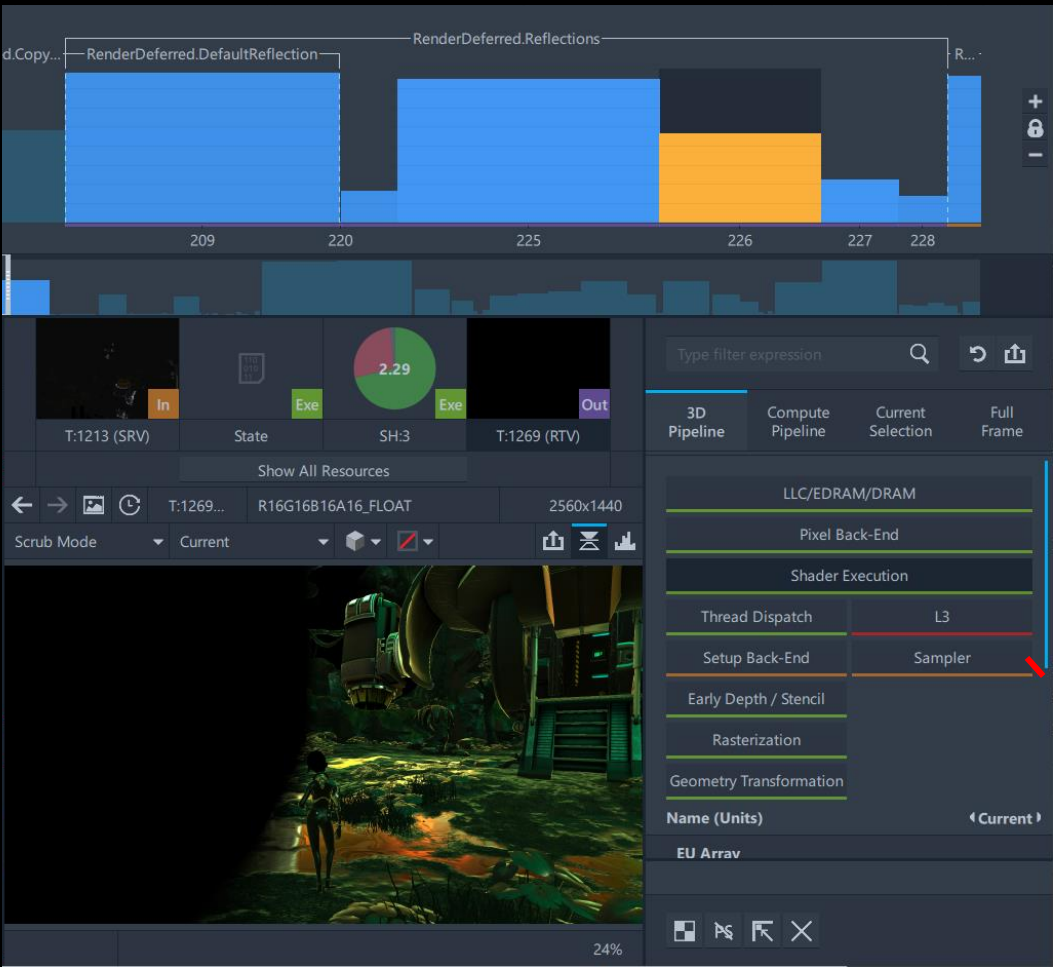 RenderDeferred.Reflections
d.Copy... RenderDeferred.DefaultReflection R...
209 220 225 226 227 228
2.29
In Exe Exe Out
T:1213 (SRV) State SH:3 T:1269 (RTV)
Show All Resources
T:1269... R16G16B16A16_FLOAT 2560x1440
Scrub Mode Current
24%
Type filter expression
3D Pipeline Compute Pipeline Current Selection Full Frame
LLC/EDRAM/DRAM
Pixel Back-End
Shader Execution
Thread Dispatch L3
Setup Back-End Sampler
Early Depth / Stencil
Rasterization
Geometry Transformation
Name (Units) Current
EU Array
PS